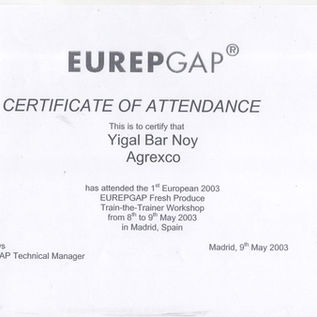 EUREPGAP®
CERTIFICATE OF ATTENDANCE
This is to certify that
Yigal Bar Noy
Agrexco
has attended the 1st European 2003
EUREPGAP Fresh Produce
Train-the-Trainer Workshop
from 8th to 9th May 2003
in Madrid, Spain
Madrid, 9th May 2003
AP Technical Manager